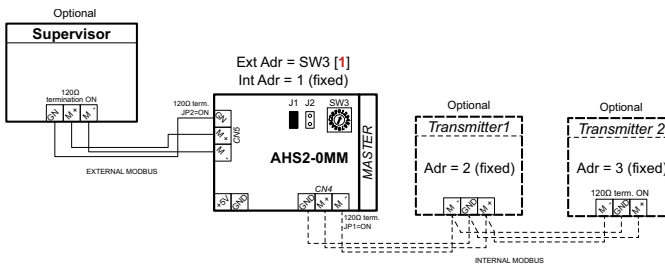 Optional
Supervisor
120Ω
termination ON
GN
M +
M -
EXTERNAL MODBUS
Ext Adr = SW3 [1]
Int Adr = 1 (fixed)
120Ω term.
JP2=ON
GN
M +
M -
CN5
J1 J2 SW3
AHS2-0MM
MASTER
+5V
GND
CN4
GND
M+
M -
120Ω term.
JP1=ON
Optional
Transmitter1
Adr = 2 (fixed)
M -
GND
M +
Optional
Transmitter 2
Adr = 3 (fixed)
120Ω term. ON
M -
GND
M +
INTERNAL MODBUS